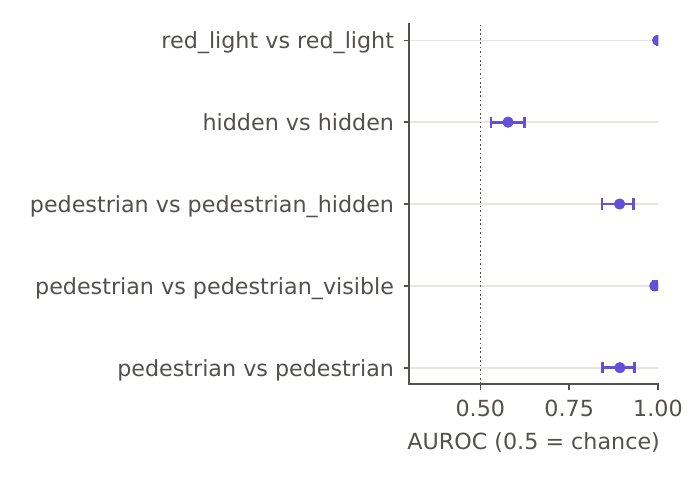 red_light vs red_light
hidden vs hidden
pedestrian vs pedestrian_hidden
pedestrian vs pedestrian_visible
pedestrian vs pedestrian
0.50 0.75 1.00
AUROC (0.5 = chance)